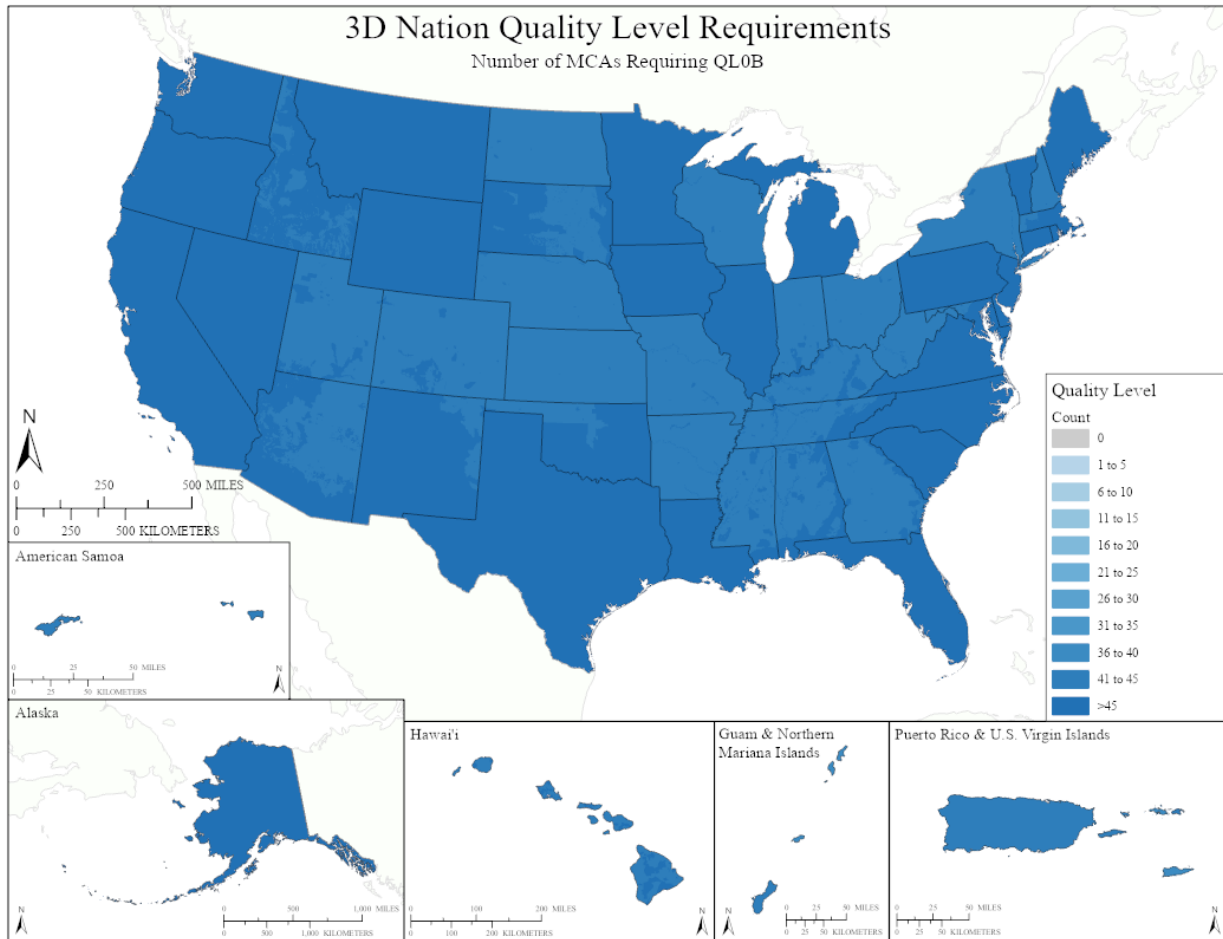 3D Nation Quality Level Requirements
Number of MCAs Requiring QL0B
N
0 250 500 MILES
0 250 500 KILOMETERS
Quality Level
Count
0
1 to 5
6 to 10
11 to 15
16 to 20
21 to 25
26 to 30
31 to 35
36 to 40
41 to 45
>45
American Samoa
0 25 50 MILES
0 25 50 KILOMETERS
N
Alaska
0 500 1,000 MILES
0 500 1,000 KILOMETERS
N
Hawai'i
0 100 200 MILES
0 100 200 KILOMETERS
N
Guam & Northern
Mariana Islands
0 25 50 MILES
0 25 50 KILOMETERS
N
Puerto Rico & U.S. Virgin Islands
0 25 50 MILES
0 25 50 KILOMETERS
N